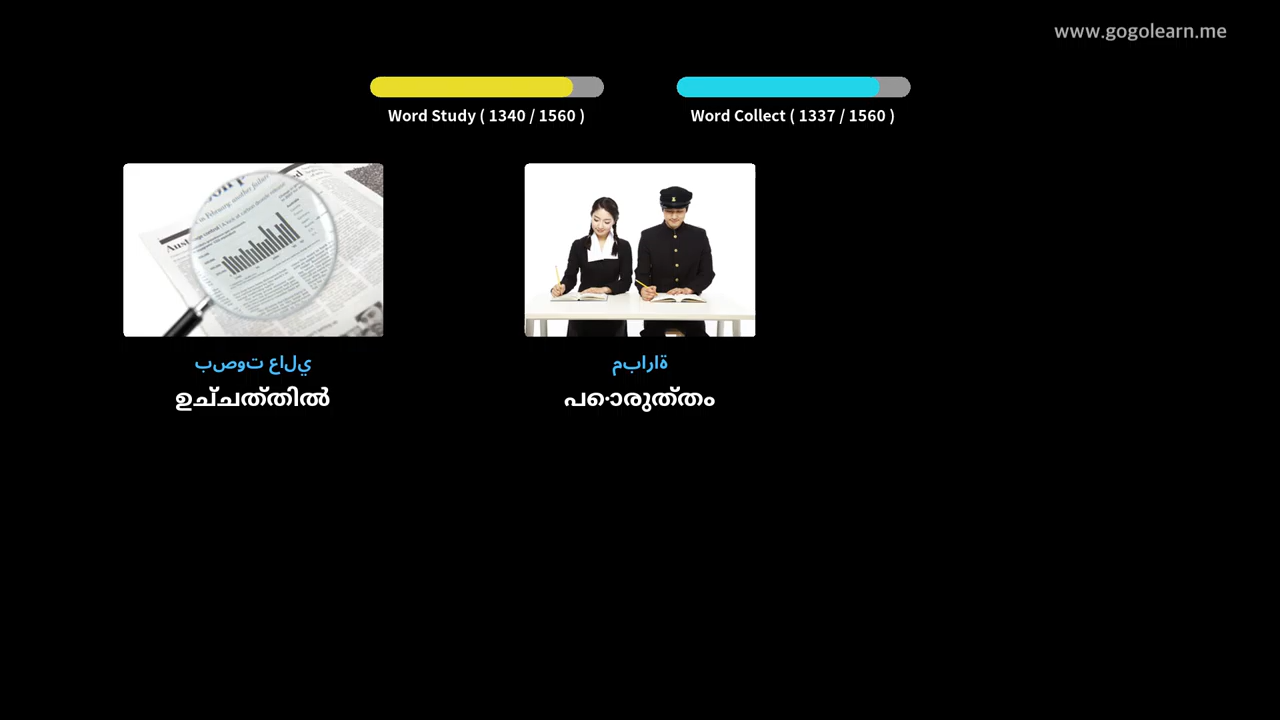 www.gogolearn.me
Word Study ( 1340 / 1560 )
Word Collect ( 1337 / 1560 )
بصوت عالي
ഉച്ചത്തിൽ
مباراة
പൊരുത്തം